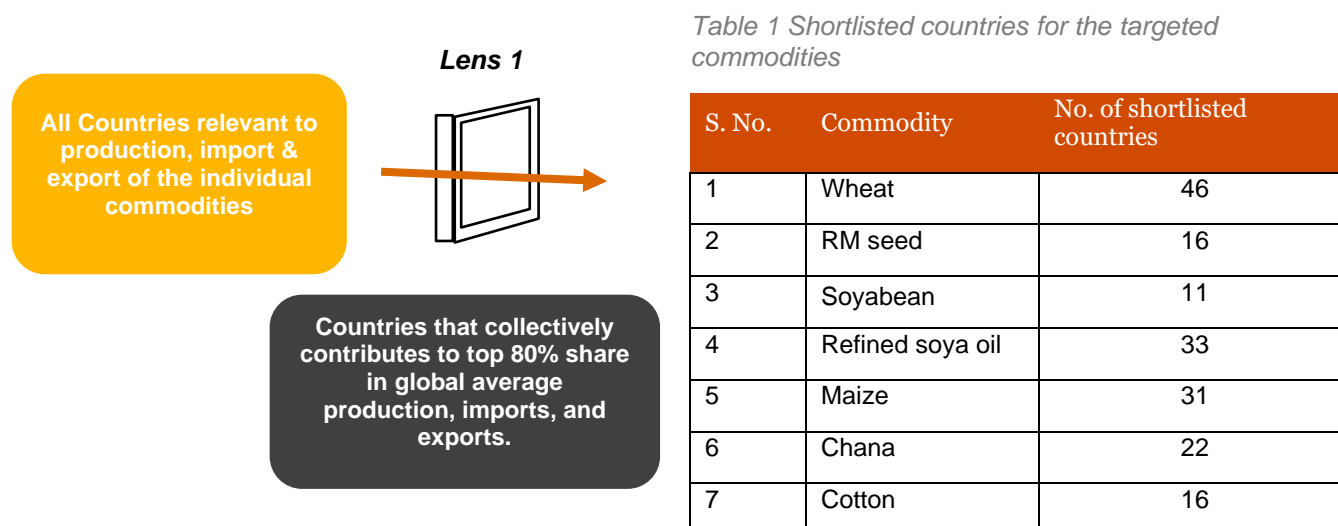 Lens 1
All Countries relevant to
production, import &
export of the individual
commodities
Countries that collectively
contributes to top 80% share
in global average
production, imports, and
exports.
Table 1 Shortlisted countries for the targeted
commodities
S. No. Commodity No. of shortlisted
countries
1 Wheat 46
2 RM seed 16
3 Soyabean 11
4 Refined soya oil 33
5 Maize 31
6 Chana 22
7 Cotton 16